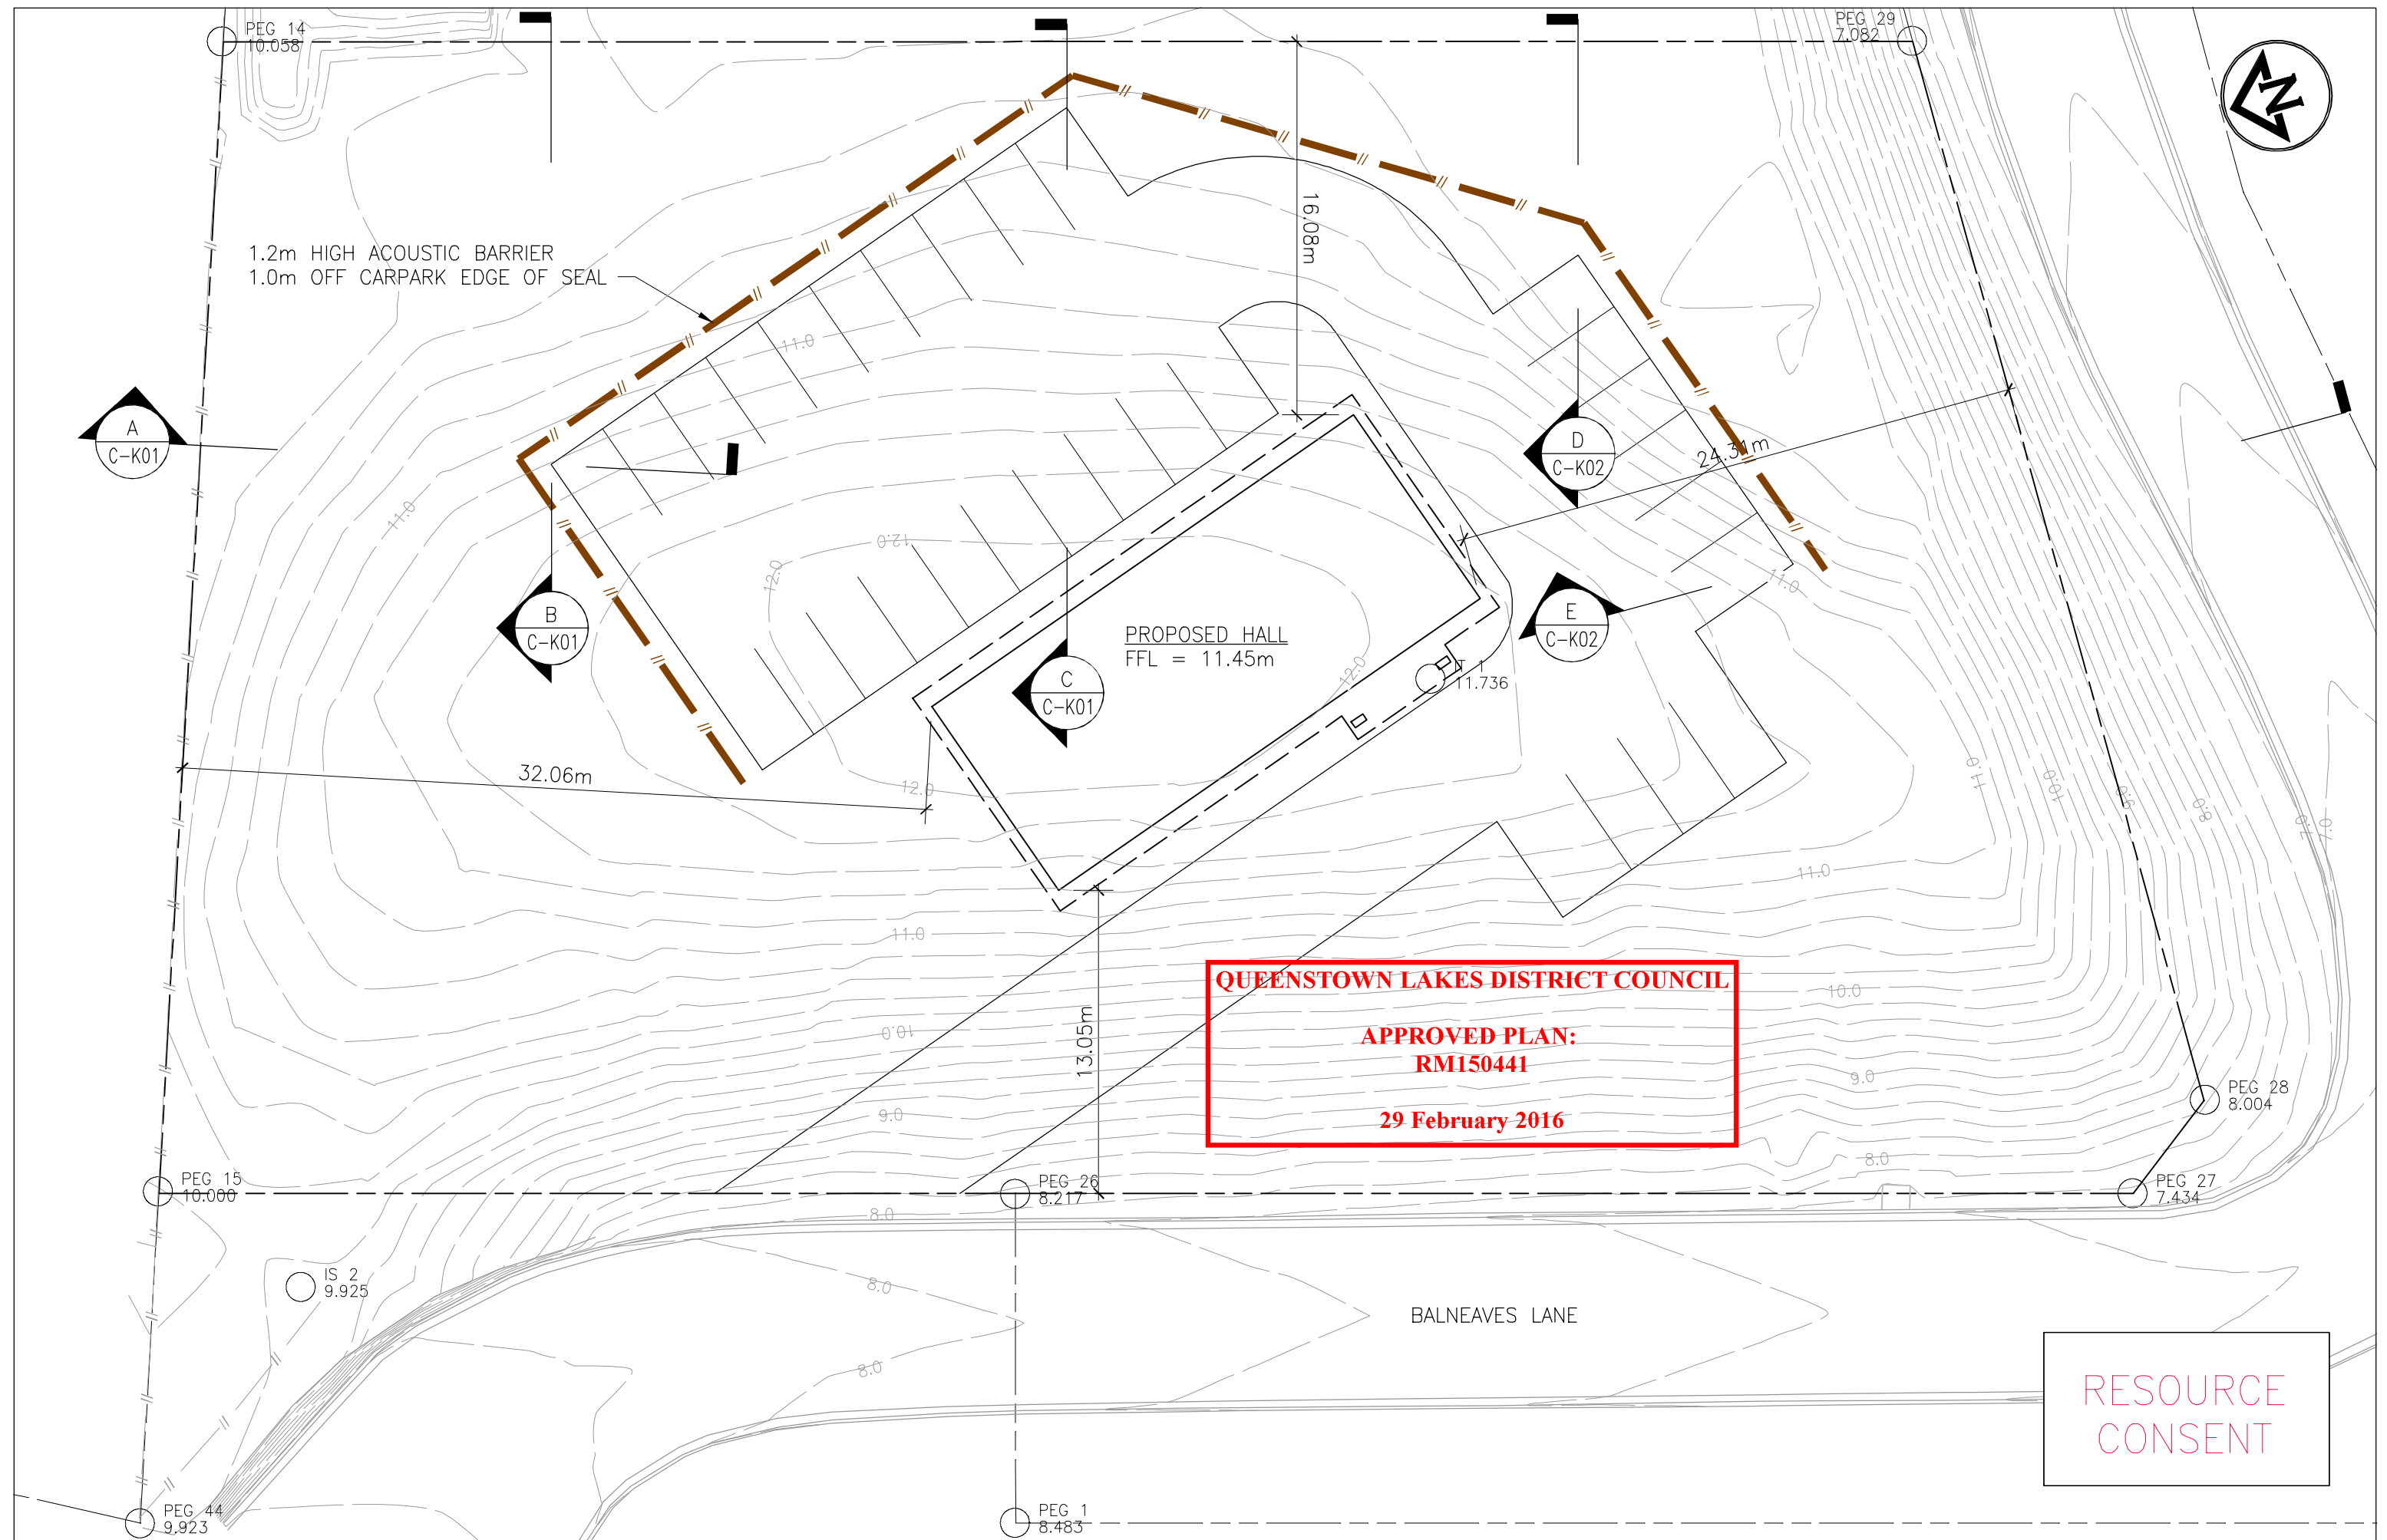 PEG 14
10.058
PEG 29
7.082
N
16.08m
1.2m HIGH ACOUSTIC BARRIER
1.0m OFF CARPARK EDGE OF SEAL
11.0
A
C-K01
D
C-K02
24.31m
11.0
12.0
12.0
11.0
B
C-K01
E
C-K02
PROPOSED HALL
FFL = 11.45m
12.0
IT 1
11.736
C
C-K01
32.06m
12.0
11.0
10.0
9.0
8.0
7.0
7.0
11.0
11.0
QUEENSTOWN LAKES DISTRICT COUNCIL
APPROVED PLAN:
RM150441
29 February 2016
10.0
10.0
13.05m
9.0
9.0
PEG 28
8.004
8.0
PEG 15
10.000
PEG 26
8.217
PEG 27
7.434
8.0
IS 2
9.925
8.0
BALNEAVES LANE
8.0
RESOURCE
CONSENT
PEG 44
9.923
PEG 1
8.483